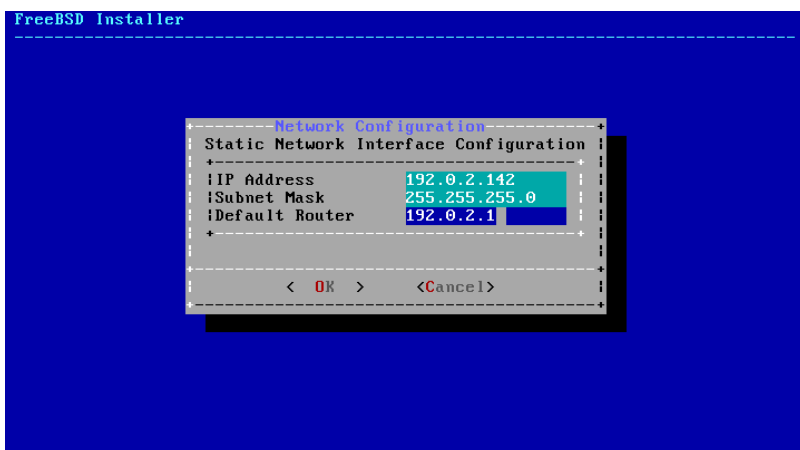 FreeBSD Installer
Network Configuration
Static Network Interface Configuration
IP Address 192.0.2.142
Subnet Mask 255.255.255.0
Default Router 192.0.2.1
< OK > <Cancel>